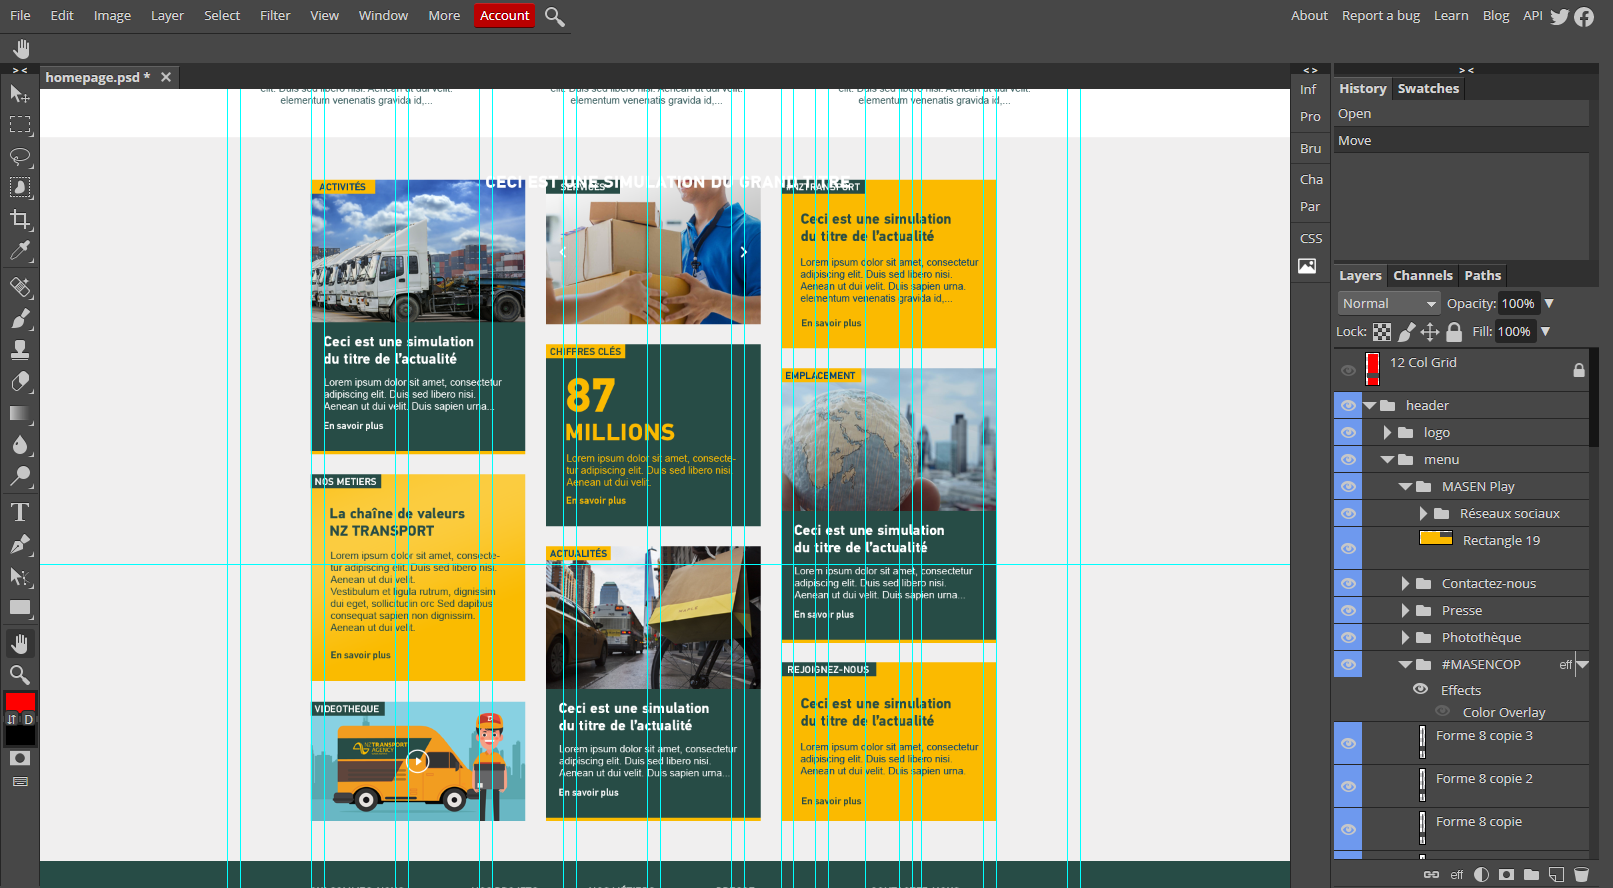 File Edit Image Layer Select Filter View Window More Account
About Report a bug Learn Blog API
homepage.psd *
elementum venenatis gravida id,...
elementum venenatis gravida id,...
elementum venenatis gravida id,...
CECI EST UNE SIMULATION DU GRAND TITRE
ACTIVITÉS
Ceci est une simulation
du titre de l'actualité
Lorem ipsum dolor sit amet, consectetur
adipiscing elit. Duis sed libero nisi.
Aenean ut dui velit. Duis sapien urna...
En savoir plus
NOS METIERS
La chaîne de valeurs
NZ TRANSPORT
Lorem ipsum dolor sit amet, consecte-
tur adipiscing elit. Duis sed libero nisi.
Aenean ut dui velit.
Vestibulum et ligula rutrum, dignissim
dui eget, sollicitudin orc Sed dapibus
consequat sapien non dignissim.
Aenean ut dui velit.
En savoir plus
VIDEOTHEQUE
NZTRANSPORT
AGENCY
SERVICES
CHIFFRES CLÉS
87
MILLIONS
Lorem ipsum dolor sit amet, consecte-
tur adipiscing elit. Duis sed libero nisi.
Aenean ut dui velit.
En savoir plus
ACTUALITÉS
Ceci est une simulation
du titre de l'actualité
Lorem ipsum dolor sit amet, consectetur
adipiscing elit. Duis sed libero nisi.
Aenean ut dui velit. Duis sapien urna...
En savoir plus
#NZTRANSPORT
Ceci est une simulation
du titre de l'actualité
Lorem ipsum dolor sit amet, consectetur
adipiscing elit. Duis sed libero nisi.
Aenean ut dui velit. Duis sapien urna.
elementum venenatis gravida id,...
En savoir plus
EMPLACEMENT
Ceci est une simulation
du titre de l'actualité
Lorem ipsum dolor sit amet, consectetur
adipiscing elit. Duis sed libero nisi.
Aenean ut dui velit. Duis sapien urna...
En savoir plus
REJOIGNEZ-NOUS
Ceci est une simulation
du titre de l'actualité
Lorem ipsum dolor sit amet, consectetur
adipiscing elit. Duis sed libero nisi.
Aenean ut dui velit. Duis sapien urna.
En savoir plus
Inf
Pro
Bru
Cha
Par
CSS
History Swatches
Open
Move
Layers Channels Paths
Normal Opacity: 100%
Lock: Fill: 100%
12 Col Grid
header
logo
menu
MASEN Play
Réseaux sociaux
Rectangle 19
Contactez-nous
Presse
Photothèque
#MASENCOP eff
Effects
Color Overlay
Forme 8 copie 3
Forme 8 copie 2
Forme 8 copie
eff
D